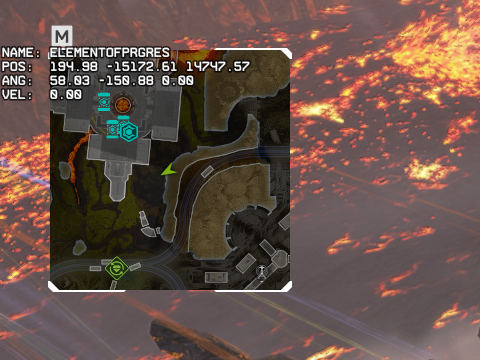 M
NAME: ELEMENTOFPRGRES
POS: 194.98 -15172.61 14747.57
ANG: 58.03 -150.88 0.00
VEL: 0.00